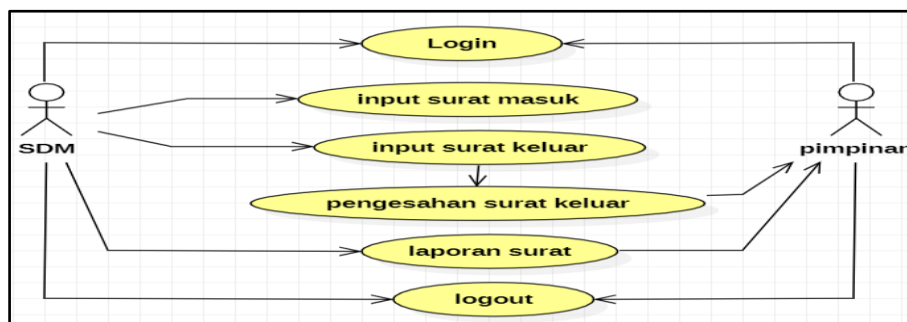 Login
input surat masuk
SDM
input surat keluar
pimpinan
pengesahan surat keluar
laporan surat
logout